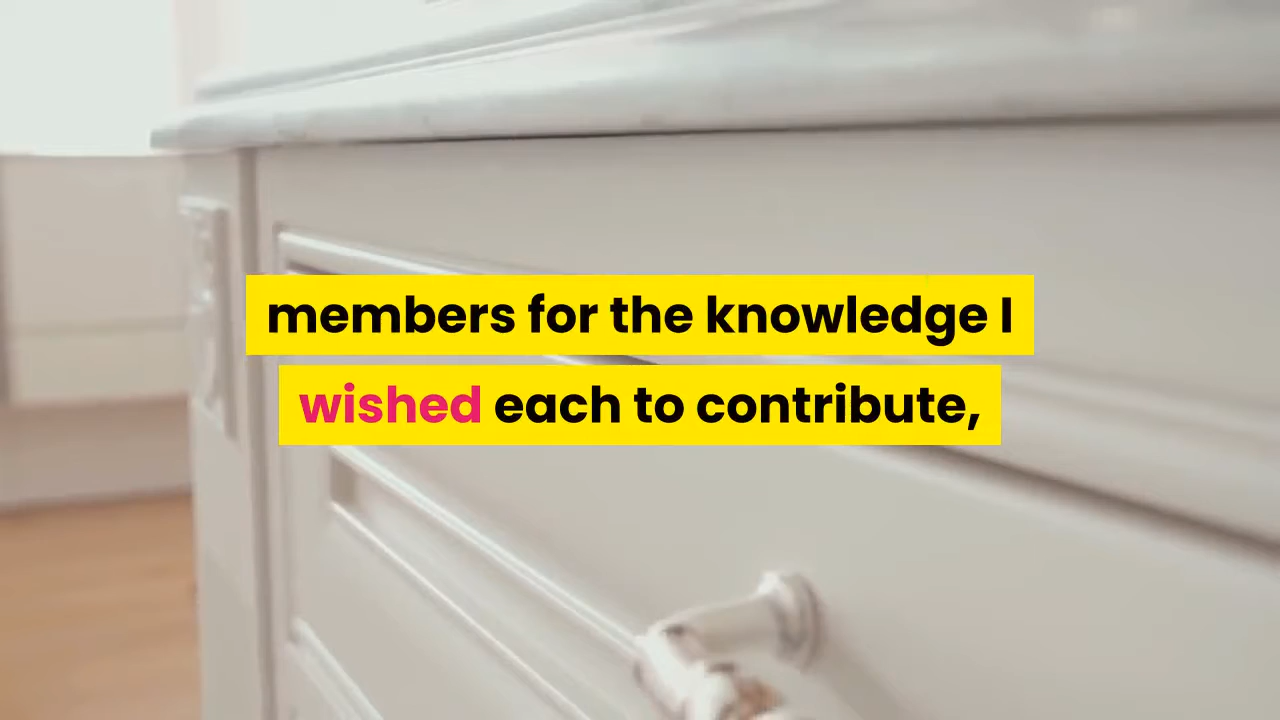 members for the knowledge I
wished each to contribute,